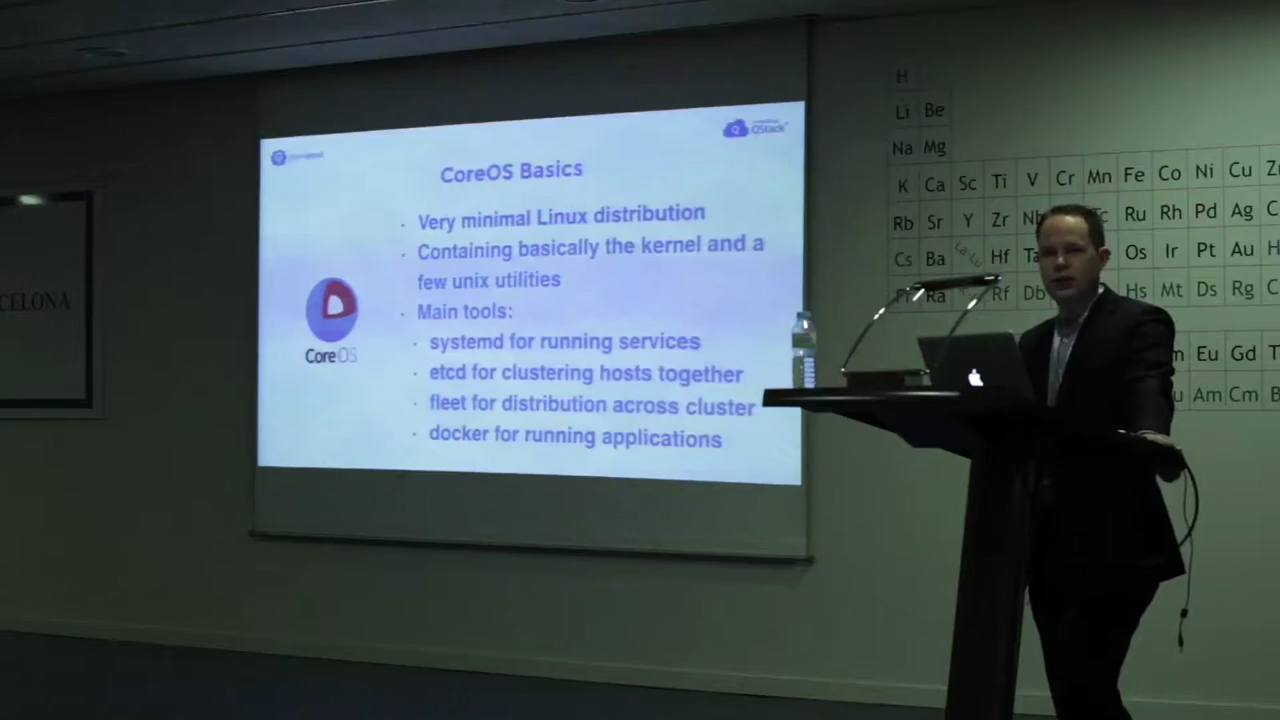 QStack
CoreOS Basics
· Very minimal Linux distribution
· Containing basically the kernel and a
few unix utilities
· Main tools:
· systemd for running services
· etcd for clustering hosts together
· fleet for distribution across cluster
· docker for running applications
CoreOS
H
Li Be
Na Mg
K Ca Sc Ti V Cr Mn Fe Co Ni Cu
Rb Sr Y Zr Ru Rh Pd Ag
Cs Ba La-Lu Hf Os Ir Pt Au
Ra Rf Db Hs Mt Ds Rg
Eu Gd
Am Cm